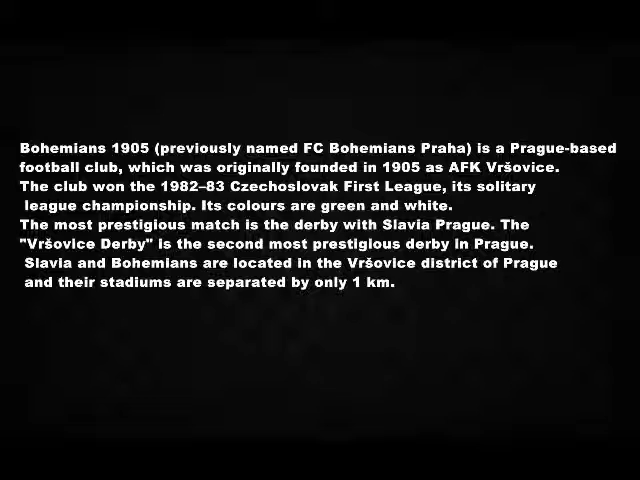 Bohemians 1905 (previously named FC Bohemians Praha) is a Prague-based
football club, which was originally founded in 1905 as AFK Vršovice.
The club won the 1982–83 Czechoslovak First League, its solitary
league championship. Its colours are green and white.
The most prestigious match is the derby with Slavia Prague. The
"Vršovice Derby" is the second most prestigious derby in Prague.
Slavia and Bohemians are located in the Vršovice district of Prague
and their stadiums are separated by only 1 km.